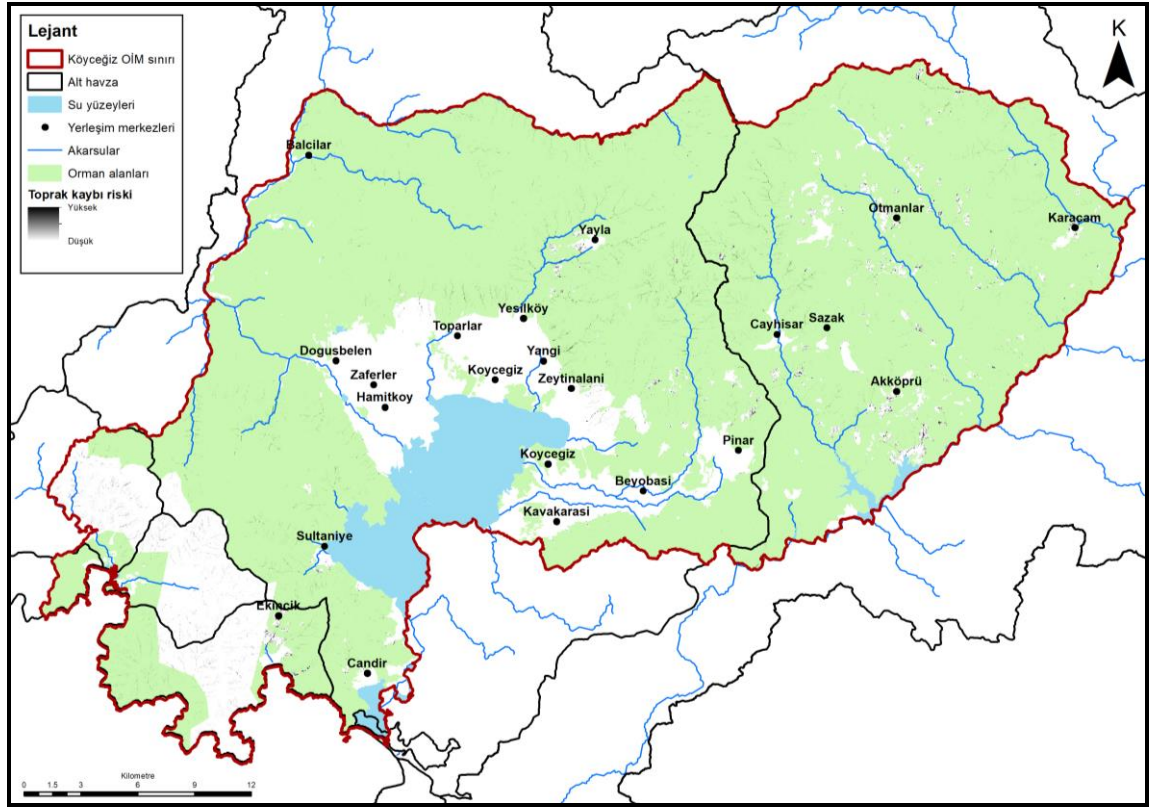 Lejant
Köyceğiz OİM sınırı
Alt havza
Su yüzeyleri
Yerleşim merkezleri
Akarsular
Orman alanları
Toprak kaybı riski
Yüksek
Düşük
K
Balcilar
Otmanlar
Karaçam
Yayla
Yesilköy
Toparlar
Cayhisar
Sazak
Dogusbelen
Yangi
Zaferler
Koycegiz
Zeytinalani
Hamitkoy
Akköprü
Pinar
Koycegiz
Beyobasi
Kavakarasi
Sultaniye
Ekincik
Candir
Kilometre
0 1.5 3 6 9 12